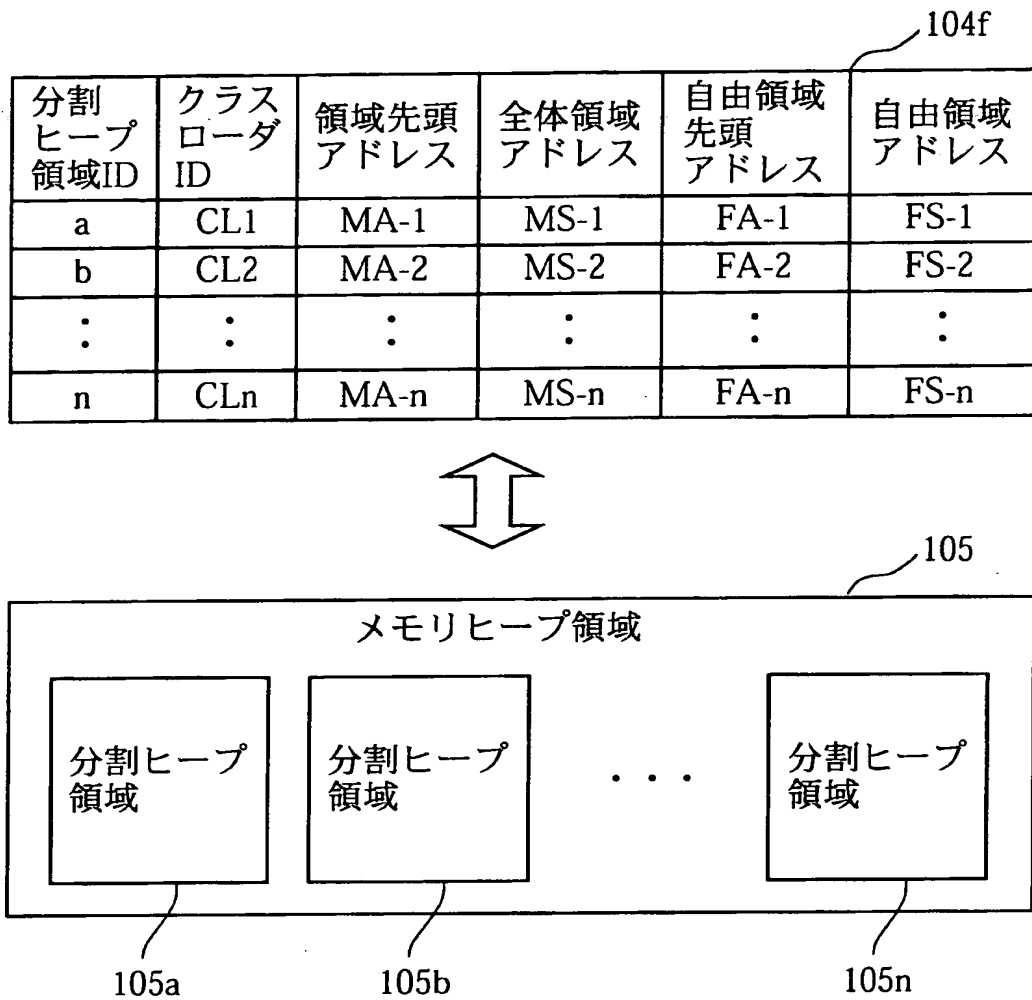 104f
分割
ヒープ
領域ID
クラス
ローダ
ID
領域先頭
アドレス
全体領域
アドレス
自由領域
先頭
アドレス
自由領域
アドレス
a CL1 MA-1 MS-1 FA-1 FS-1
b CL2 MA-2 MS-2 FA-2 FS-2
: : : : : :
n CLn MA-n MS-n FA-n FS-n
105
メモリヒープ領域
分割ヒープ
領域
分割ヒープ
領域
・・・
分割ヒープ
領域
105a 105b 105n